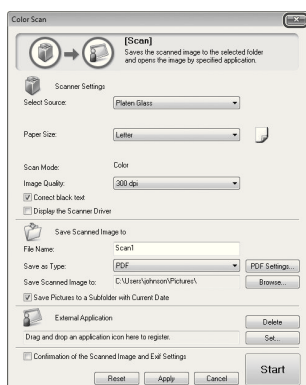 Color Scan
[Scan]
Saves the scanned image to the selected folder
and opens the image by specified application.
Scanner Settings
Select Source: Platen Glass
Paper Size: Letter
Scan Mode: Color
Image Quality: 300 dpi
Correct black text
Display the Scanner Driver
Save Scanned Image to
File Name: Scan1
Save as Type: PDF PDF Settings...
Save Scanned Image to: C:\Users\johnson\Pictures\ Browse...
Save Pictures to a Subfolder with Current Date
External Application Delete
Drag and drop an application icon here to register. Set...
Confirmation of the Scanned Image and Exif Settings
Reset Apply Cancel Start